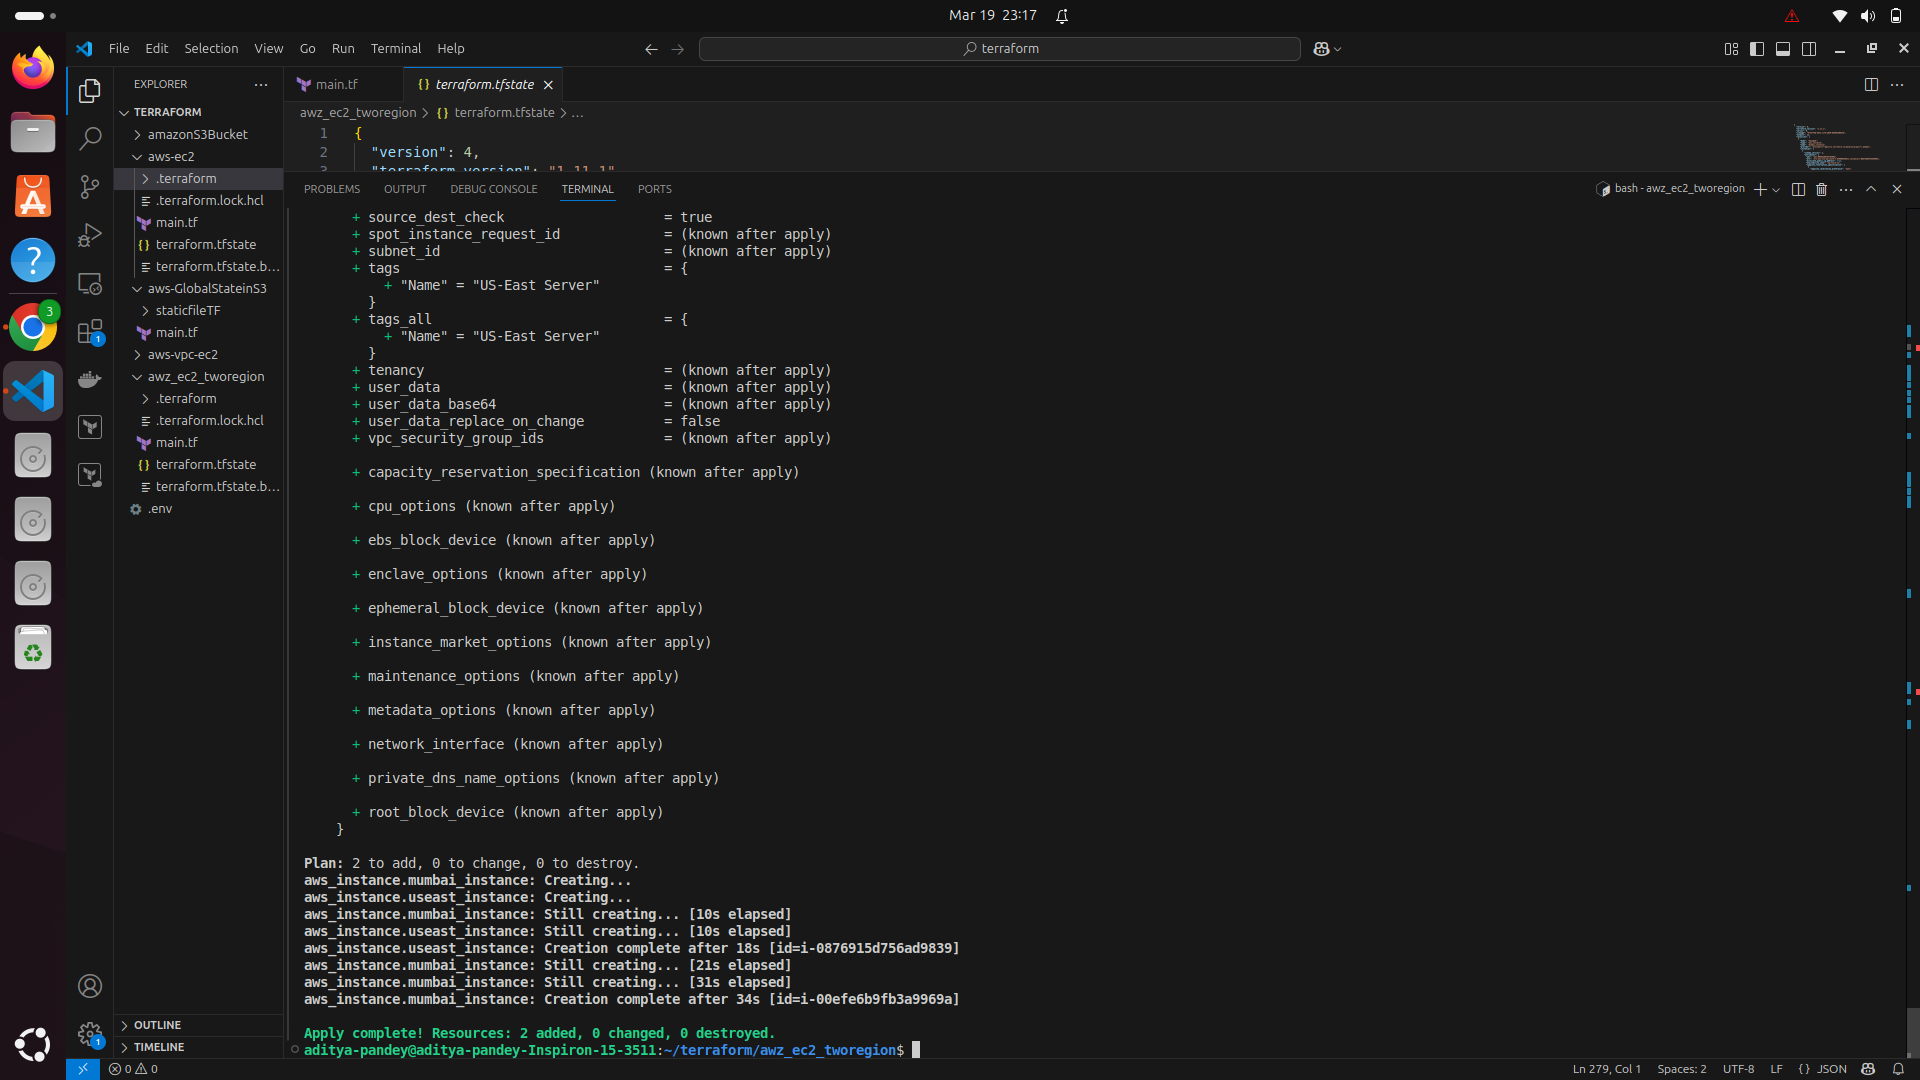 Mar 19 23:17
File Edit Selection View Go Run Terminal Help
terraform
EXPLORER
TERRAFORM
amazonS3Bucket
aws-ec2
.terraform
.terraform.lock.hcl
main.tf
terraform.tfstate
terraform.tfstate.b...
aws-GlobalStateinS3
staticfileTF
main.tf
aws-vpc-ec2
awz_ec2_tworegion
.terraform
.terraform.lock.hcl
main.tf
terraform.tfstate
terraform.tfstate.b...
.env
OUTLINE
TIMELINE
3
1
1
main.tf
{} terraform.tfstate
awz_ec2_tworegion > {} terraform.tfstate > ...
1 {
2 "version": 4,
3 "terraform_version": "1.11.1"
PROBLEMS OUTPUT DEBUG CONSOLE TERMINAL PORTS
bash - awz_ec2_tworegion
+ source_dest_check = true
+ spot_instance_request_id = (known after apply)
+ subnet_id = (known after apply)
+ tags = {
+ "Name" = "US-East Server"
}
+ tags_all = {
+ "Name" = "US-East Server"
}
+ tenancy = (known after apply)
+ user_data = (known after apply)
+ user_data_base64 = (known after apply)
+ user_data_replace_on_change = false
+ vpc_security_group_ids = (known after apply)
+ capacity_reservation_specification (known after apply)
+ cpu_options (known after apply)
+ ebs_block_device (known after apply)
+ enclave_options (known after apply)
+ ephemeral_block_device (known after apply)
+ instance_market_options (known after apply)
+ maintenance_options (known after apply)
+ metadata_options (known after apply)
+ network_interface (known after apply)
+ private_dns_name_options (known after apply)
+ root_block_device (known after apply)
}
Plan: 2 to add, 0 to change, 0 to destroy.
aws_instance.mumbai_instance: Creating...
aws_instance.useast_instance: Creating...
aws_instance.mumbai_instance: Still creating... [10s elapsed]
aws_instance.useast_instance: Still creating... [10s elapsed]
aws_instance.useast_instance: Creation complete after 18s [id=i-0876915d756ad9839]
aws_instance.mumbai_instance: Still creating... [21s elapsed]
aws_instance.mumbai_instance: Still creating... [31s elapsed]
aws_instance.mumbai_instance: Creation complete after 34s [id=i-00efe6b9fb3a9969a]
Apply complete! Resources: 2 added, 0 changed, 0 destroyed.
aditya-pandey@aditya-pandey-Inspiron-15-3511:~/terraform/awz_ec2_tworegion$
0 0
Ln 279, Col 1 Spaces: 2 UTF-8 LF {} JSON